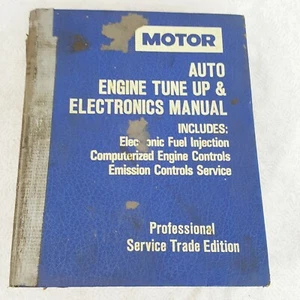 MOTOR
AUTO
ENGINE TUNE UP &
ELECTRONICS MANUAL
INCLUDES:
Electronic Fuel Injection
Computerized Engine Controls
Emission Controls Service
Professional
Service Trade Edition